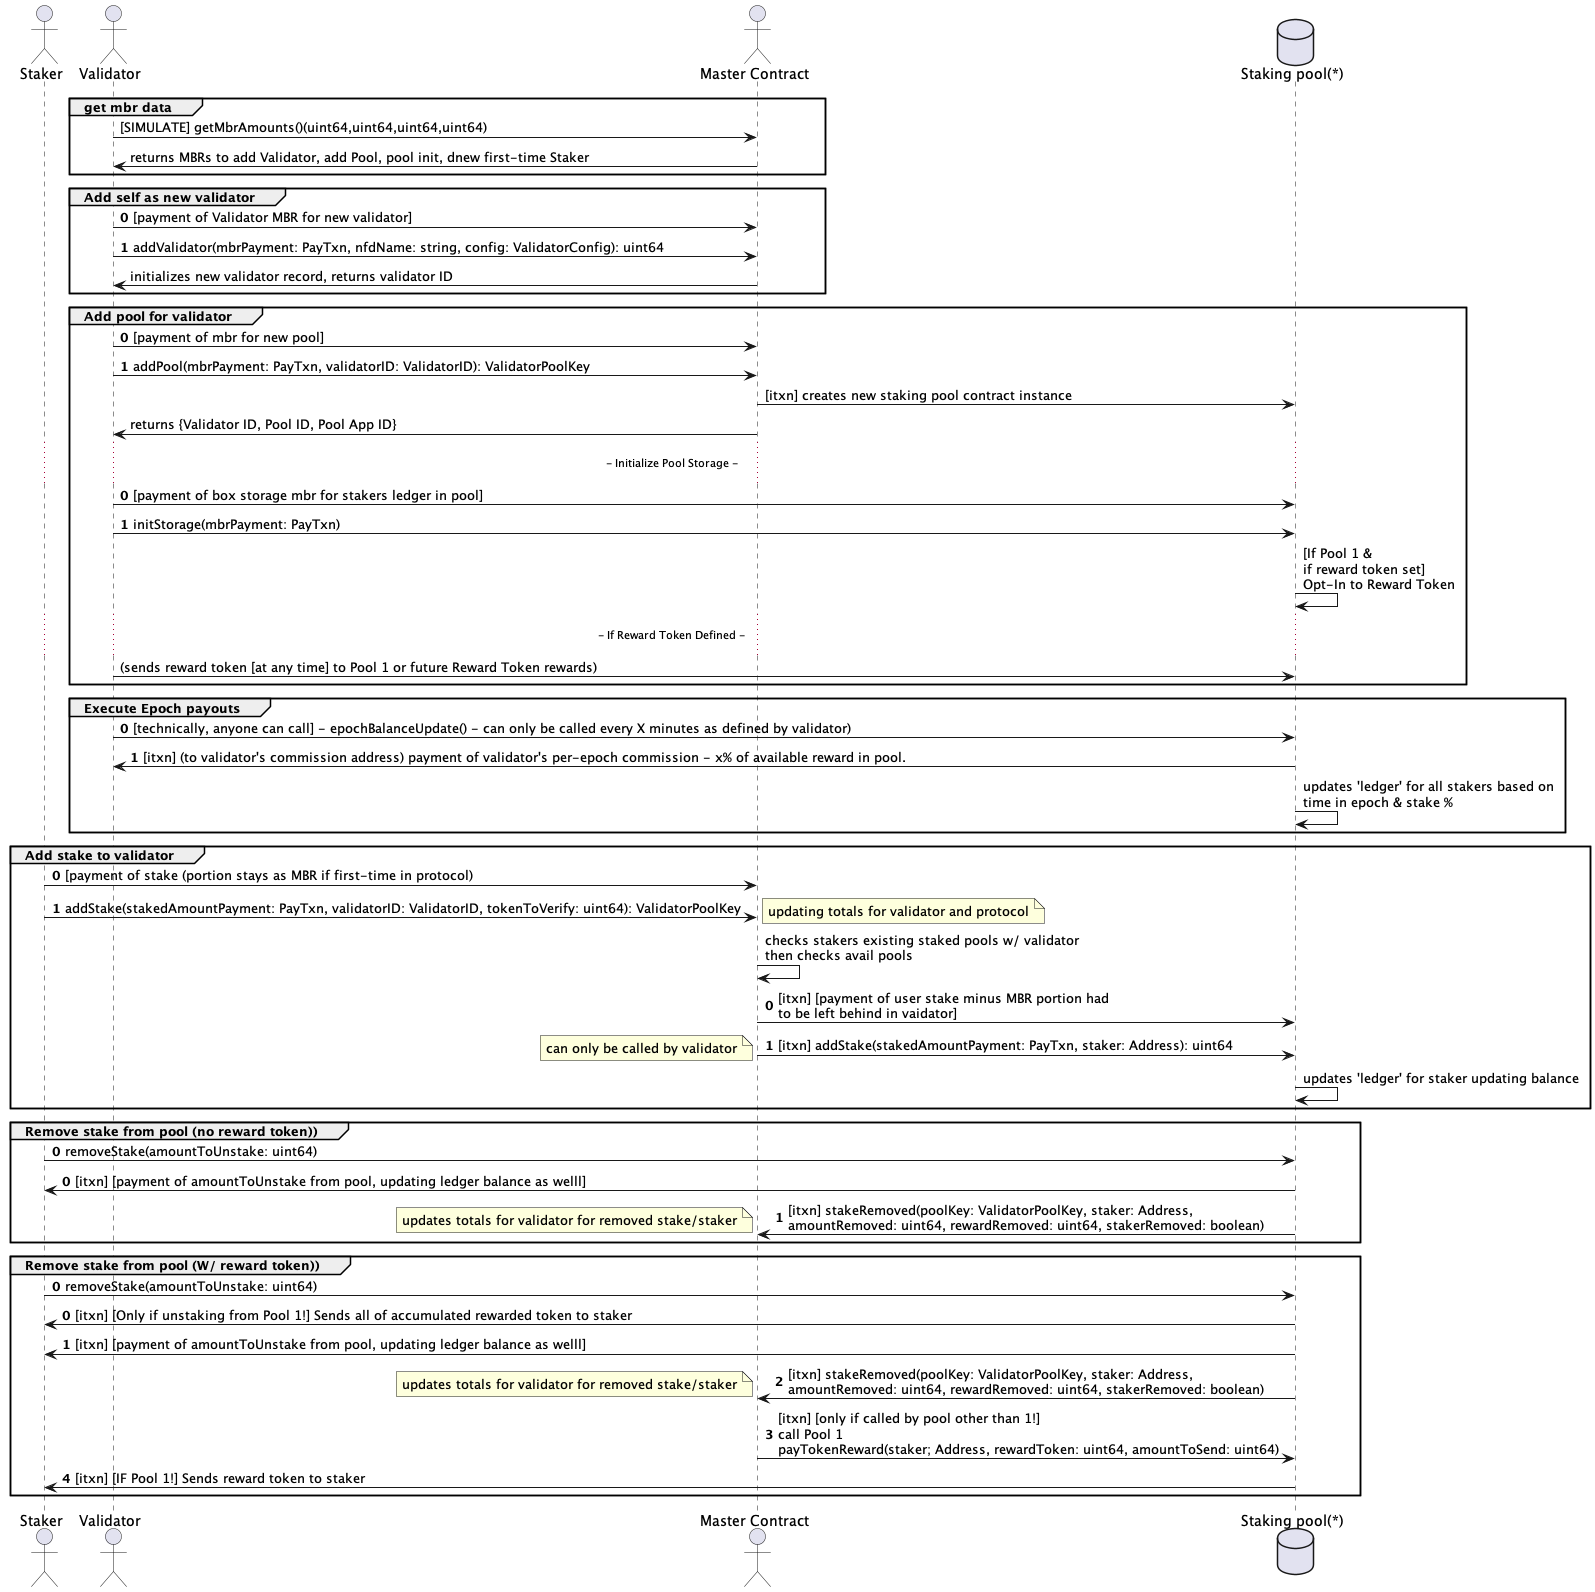 Staker
Validator
Master Contract
Staking pool(*)
get mbr data
[SIMULATE] getMbrAmounts()(uint64,uint64,uint64,uint64)
returns MBRs to add Validator, add Pool, pool init, dnew first-time Staker
Add self as new validator
0 [payment of Validator MBR for new validator]
1 addValidator(mbrPayment: PayTxn, nfdName: string, config: ValidatorConfig): uint64
initializes new validator record, returns validator ID
Add pool for validator
0 [payment of mbr for new pool]
1 addPool(mbrPayment: PayTxn, validatorID: ValidatorID): ValidatorPoolKey
[itxn] creates new staking pool contract instance
returns {Validator ID, Pool ID, Pool App ID}
- Initialize Pool Storage -
0 [payment of box storage mbr for stakers ledger in pool]
1 initStorage(mbrPayment: PayTxn)
[If Pool 1 &
if reward token set]
Opt-In to Reward Token
- If Reward Token Defined -
(sends reward token [at any time] to Pool 1 or future Reward Token rewards)
Execute Epoch payouts
0 [technically, anyone can call] - epochBalanceUpdate() - can only be called every X minutes as defined by validator)
1 [itxn] (to validator's commission address) payment of validator's per-epoch commission - x% of available reward in pool.
updates 'ledger' for all stakers based on
time in epoch & stake %
Add stake to validator
0 [payment of stake (portion stays as MBR if first-time in protocol)
1 addStake(stakedAmountPayment: PayTxn, validatorID: ValidatorID, tokenToVerify: uint64): ValidatorPoolKey
updating totals for validator and protocol
checks stakers existing staked pools w/ validator
then checks avail pools
0 [itxn] [payment of user stake minus MBR portion had
to be left behind in vaidator]
can only be called by validator
1 [itxn] addStake(stakedAmountPayment: PayTxn, staker: Address): uint64
updates 'ledger' for staker updating balance
Remove stake from pool (no reward token))
0 removeStake(amountToUnstake: uint64)
0 [itxn] [payment of amountToUnstake from pool, updating ledger balance as welll]
updates totals for validator for removed stake/staker
1 [itxn] stakeRemoved(poolKey: ValidatorPoolKey, staker: Address,
amountRemoved: uint64, rewardRemoved: uint64, stakerRemoved: boolean)
Remove stake from pool (W/ reward token))
0 removeStake(amountToUnstake: uint64)
0 [itxn] [Only if unstaking from Pool 1!] Sends all of accumulated rewarded token to staker
1 [itxn] [payment of amountToUnstake from pool, updating ledger balance as welll]
updates totals for validator for removed stake/staker
2 [itxn] stakeRemoved(poolKey: ValidatorPoolKey, staker: Address,
amountRemoved: uint64, rewardRemoved: uint64, stakerRemoved: boolean)
[itxn] [only if called by pool other than 1!]
3 call Pool 1
payTokenReward(staker; Address, rewardToken: uint64, amountToSend: uint64)
4 [itxn] [IF Pool 1!] Sends reward token to staker
Staker
Validator
Master Contract
Staking pool(*)